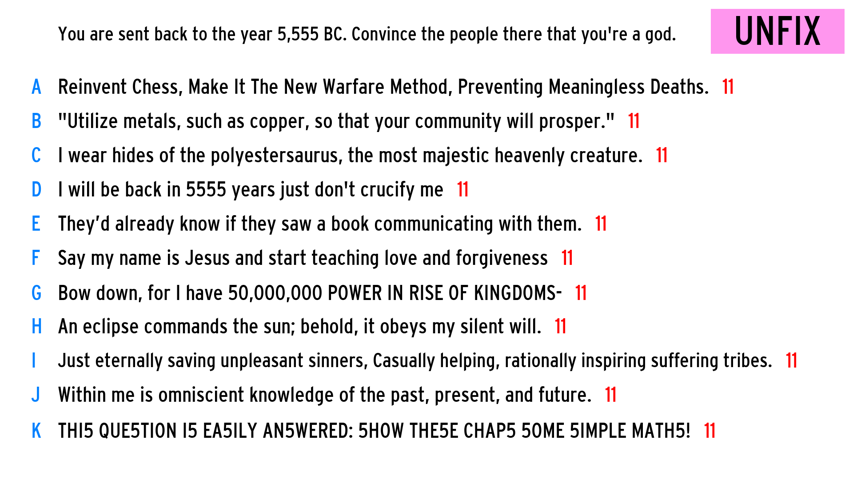 You are sent back to the year 5,555 BC. Convince the people there that you're a god.
UNFIX
A Reinvent Chess, Make It The New Warfare Method, Preventing Meaningless Deaths. 11
B "Utilize metals, such as copper, so that your community will prosper." 11
C I wear hides of the polyestersaurus, the most majestic heavenly creature. 11
D I will be back in 5555 years just don't crucify me 11
E They’d already know if they saw a book communicating with them. 11
F Say my name is Jesus and start teaching love and forgiveness 11
G Bow down, for I have 50,000,000 POWER IN RISE OF KINGDOMS- 11
H An eclipse commands the sun; behold, it obeys my silent will. 11
I Just eternally saving unpleasant sinners, Casually helping, rationally inspiring suffering tribes. 11
J Within me is omniscient knowledge of the past, present, and future. 11
K THI5 QUE5TION I5 EA5ILY AN5WERED: 5HOW THE5E CHAP5 5OME 5IMPLE MATH5! 11